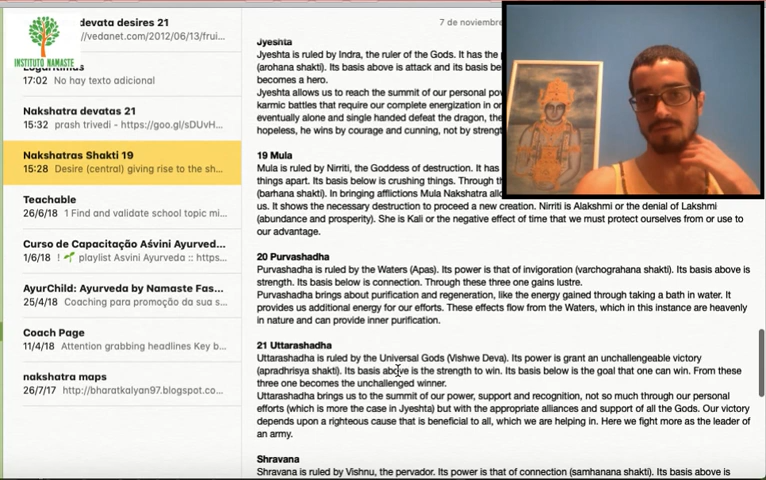 devata desires 21
//vedanet.com/2012/06/13/frui...
INSTITUTO NAMASTE
17:02 No hay texto adicional
Nakshatra devatas 21
15:32 prash trivedi - https://goo.gl/sDUvH...
Nakshatras Shakti 19
15:28 Desire (central) giving rise to the sh...
Teachable
26/6/18 1 Find and validate school topic mi...
Curso de Capacitação Aśvini Ayurved...
1/6/18 ! playlist Asvini Ayurveda :: https...
AyurChild: Ayurveda by Namaste Fas...
25/4/18 Coaching para promoção da sua s...
Coach Page
11/4/18 Attention grabbing headlines Key b...
nakshatra maps
26/7/17 http://bharatkalyan97.blogspot.co...
7 de noviembre
Jyeshta
Jyeshta is ruled by Indra, the ruler of the Gods. It has the
(arohana shakti). Its basis above is attack and its basis be
becomes a hero.
Jyeshta allows us to reach the summit of our personal pow
karmic battles that require our complete energization in or
eventually alone and single handed defeat the dragon, the
hopeless, he wins by courage and cunning, not by strengt
19 Mula
Mula is ruled by Nirriti, the Goddess of destruction. It has
things apart. Its basis below is crushing things. Through th
(barhana shakti). In bringing afflictions Mula Nakshatra all
us. It shows the necessary destruction to proceed a new creation. Nirriti is Alakshmi or the denial of Lakshmi
(abundance and prosperity). She is Kali or the negative effect of time that we must protect ourselves from or use to
our advantage.
20 Purvashadha
Purvashadha is ruled by the Waters (Apas). Its power is that of invigoration (varchograhana shakti). Its basis above is
strength. Its basis below is connection. Through these three one gains lustre.
Purvashadha brings about purification and regeneration, like the energy gained through taking a bath in water. It
provides us additional energy for our efforts. These effects flow from the Waters, which in this instance are heavenly
in nature and can provide inner purification.
21 Uttarashadha
Uttarashadha is ruled by the Universal Gods (Vishwe Deva). Its power is grant an unchallengeable victory
(apradhrisya shakti). Its basis above is the strength to win. Its basis below is the goal that one can win. From these
three one becomes the unchallenged winner.
Uttarashadha brings us to the summit of our power, support and recognition, not so much through our personal
efforts (which is more the case in Jyeshta) but with the appropriate alliances and support of all the Gods. Our victory
depends upon a righteous cause that is beneficial to all, which we are helping in. Here we fight more as the leader of
an army.
Shravana
Shravana is ruled by Vishnu, the pervador. Its power is that of connection (samhanana shakti). Its basis above is